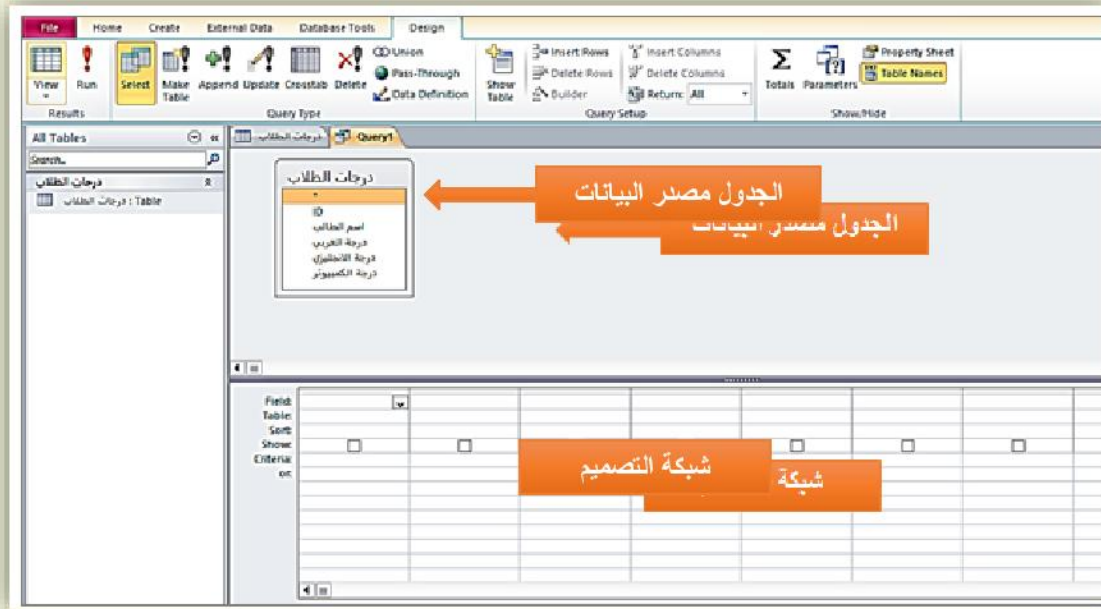 File Home Create External Data Database Tools Design
View Run Select Make Table Append Update Crosstab Delete
Union
Pass-Through
Data Definition
Show Table
Insert Rows
Delete Rows
Builder
Insert Columns
Delete Columns
Return: All
Totals Parameters
Property Sheet
Table Names
Results Query Type Query Setup Show/Hide
All Tables
Search...
درجات الطلاب
درجات الطلاب : Table
درجات الطلاب Query1
درجات الطلاب
*
ID
اسم الطالب
درجة العربي
درجة الانجليزي
درجة الكمبيوتر
الجدول مصدر البيانات
الجدول مصدر البيانات
Field:
Table:
Sort:
Show:
Criteria:
or:
شبكة التصميم
شبكة